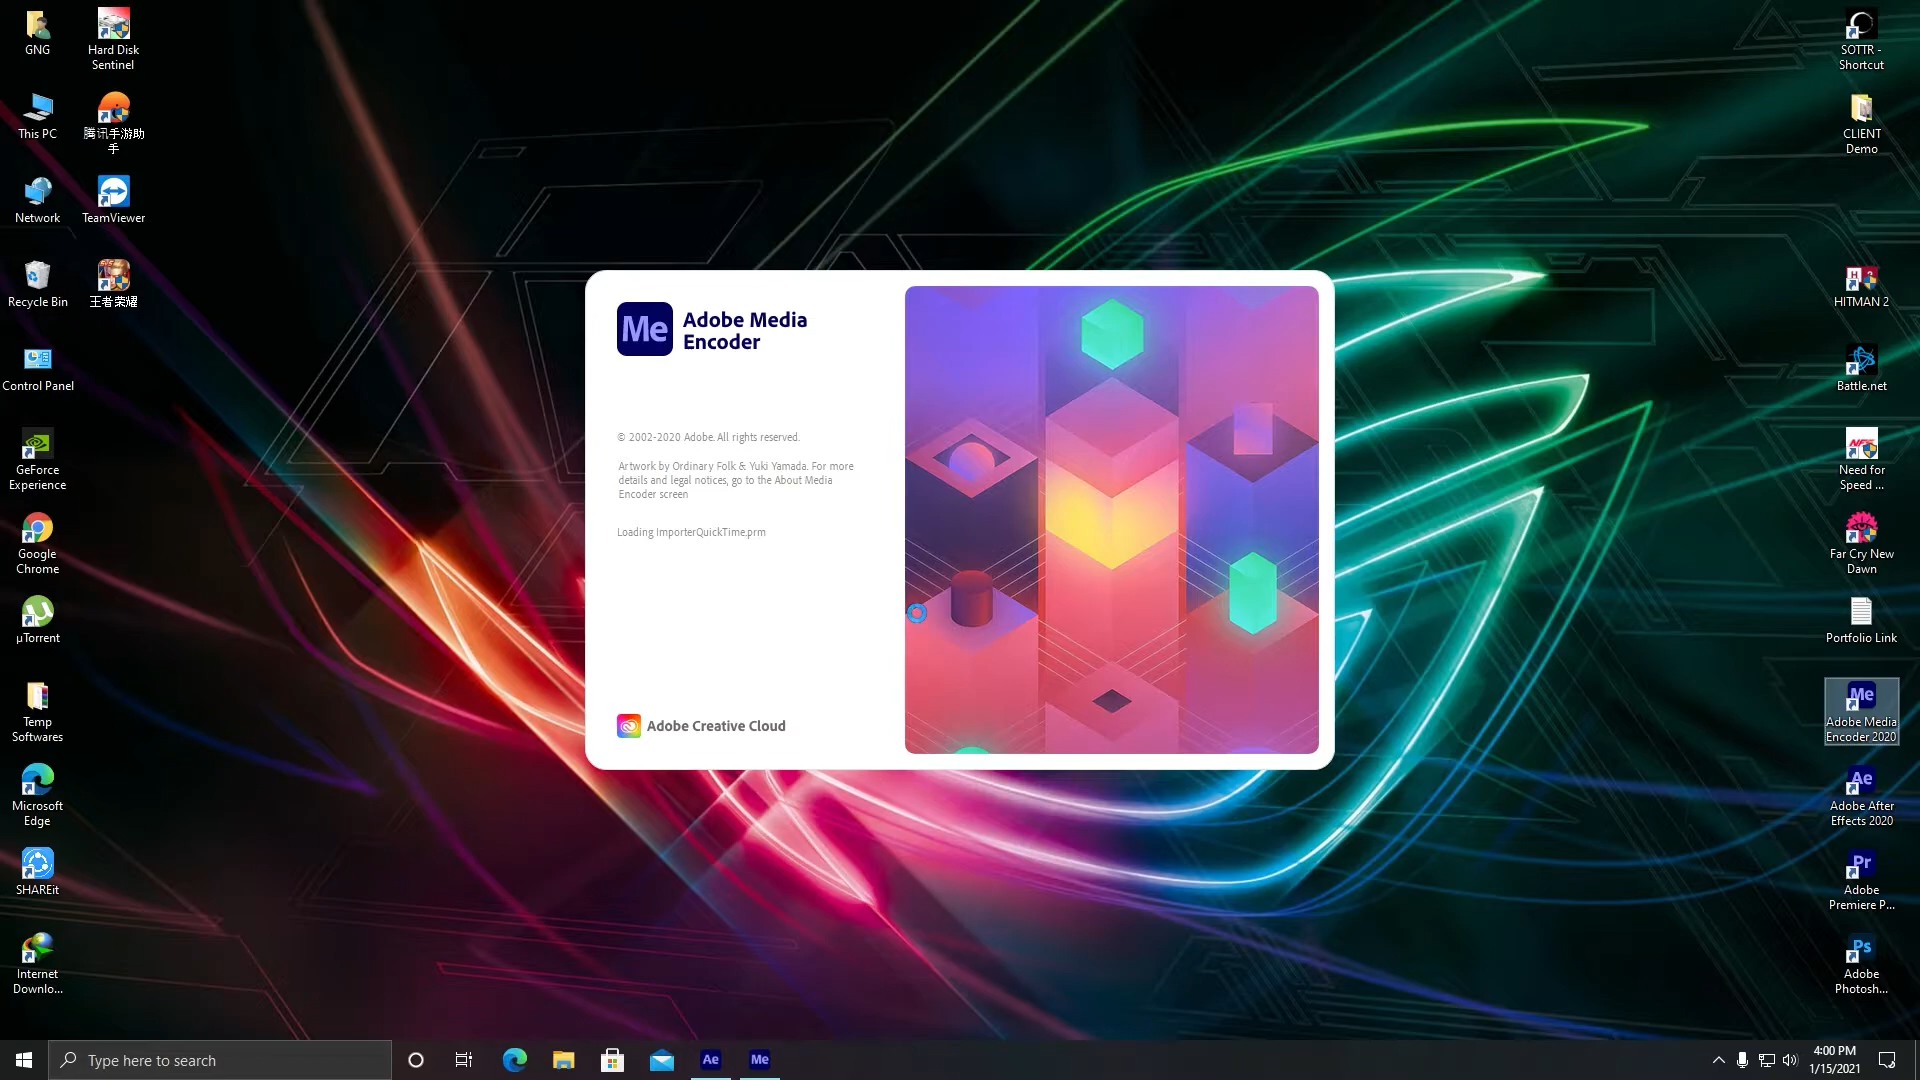 GNG
Hard Disk
Sentinel
This PC
腾讯手游助
手
Network
TeamViewer
Recycle Bin
王者荣耀
Control Panel
GeForce
Experience
Google
Chrome
µTorrent
Temp
Softwares
Microsoft
Edge
SHAREit
Internet
Downlo...
Me
Adobe Media
Encoder
© 2002-2020 Adobe. All rights reserved.
Artwork by Ordinary Folk & Yuki Yamada. For more
details and legal notices, go to the About Media
Encoder screen
Loading ImporterQuickTime.prm
Adobe Creative Cloud
SOTTR -
Shortcut
CLIENT
Demo
HITMAN 2
Battle.net
NFS
Need for
Speed ...
Far Cry New
Dawn
Portfolio Link
Me
Adobe Media
Encoder 2020
Ae
Adobe After
Effects 2020
Pr
Adobe
Premiere P...
Ps
Adobe
Photosh...
Type here to search
Ae
Me
4:00 PM
1/15/2021